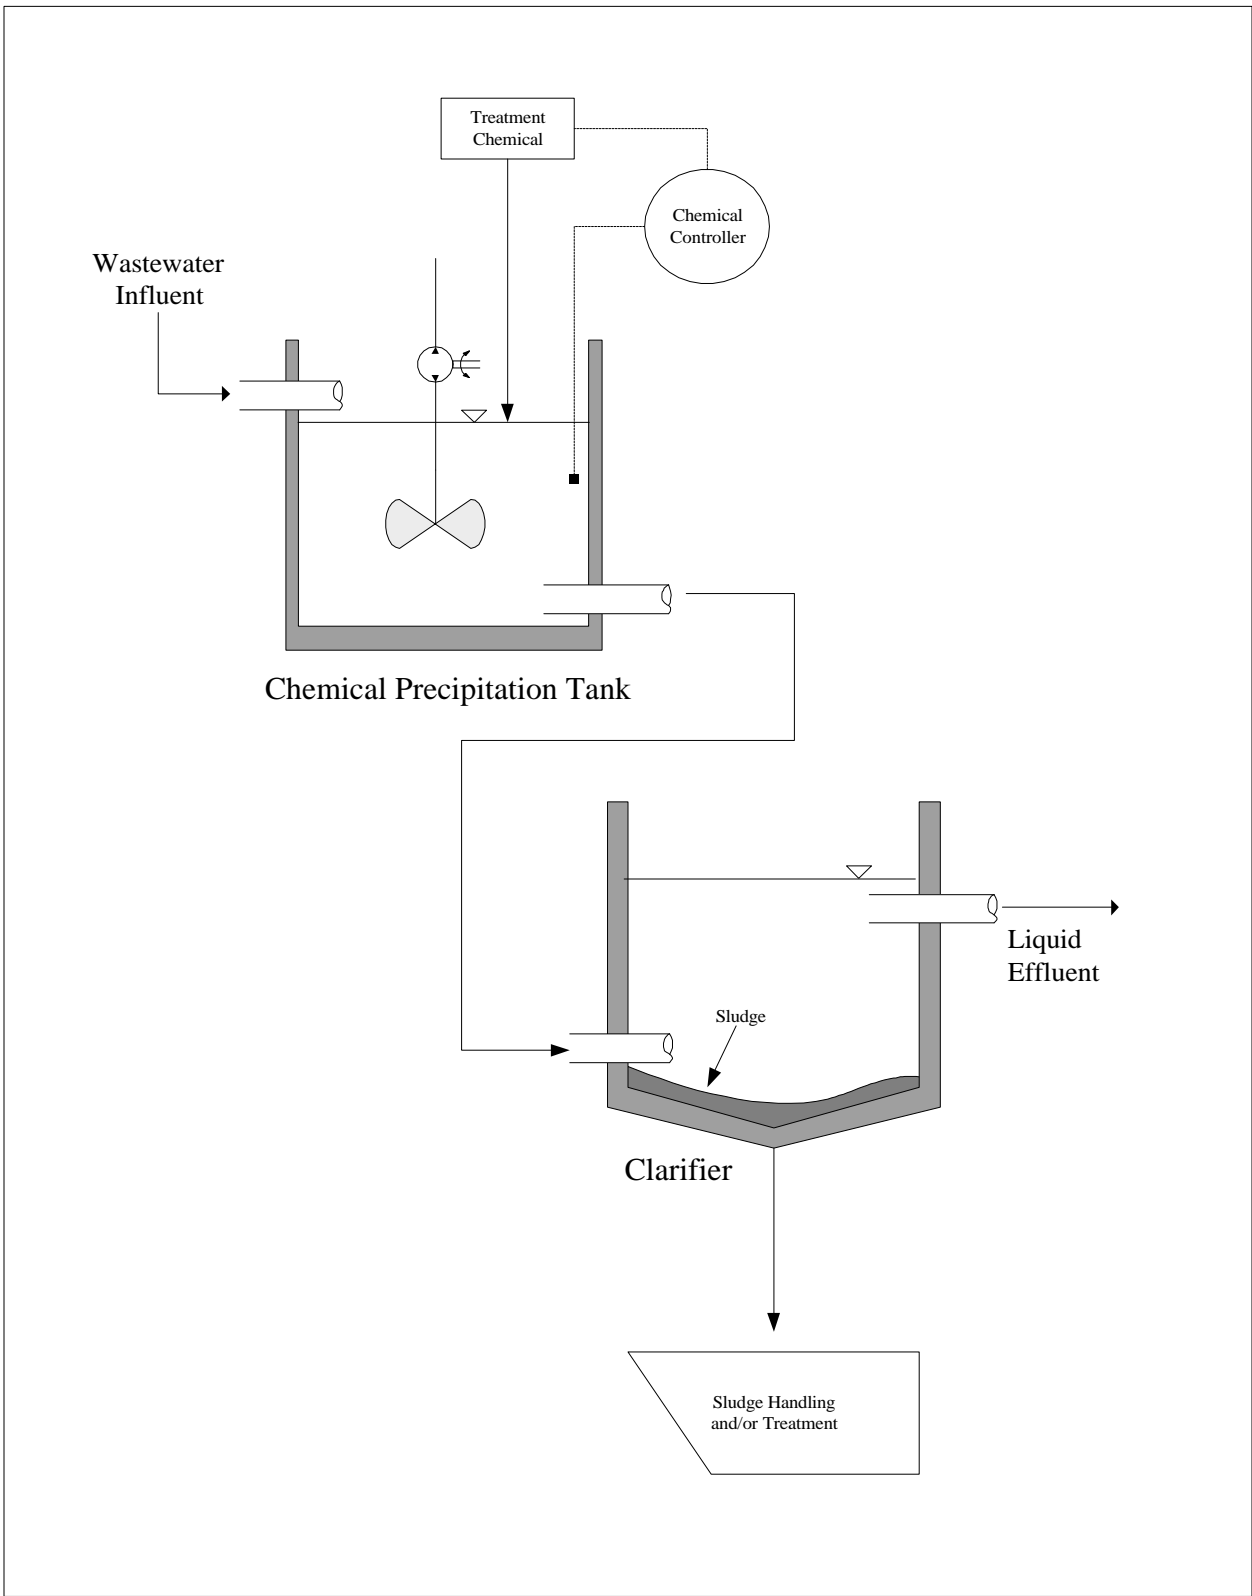 Treatment
Chemical
Chemical
Controller
Wastewater
Influent
Chemical Precipitation Tank
Liquid
Effluent
Sludge
Clarifier
Sludge Handling
and/or Treatment